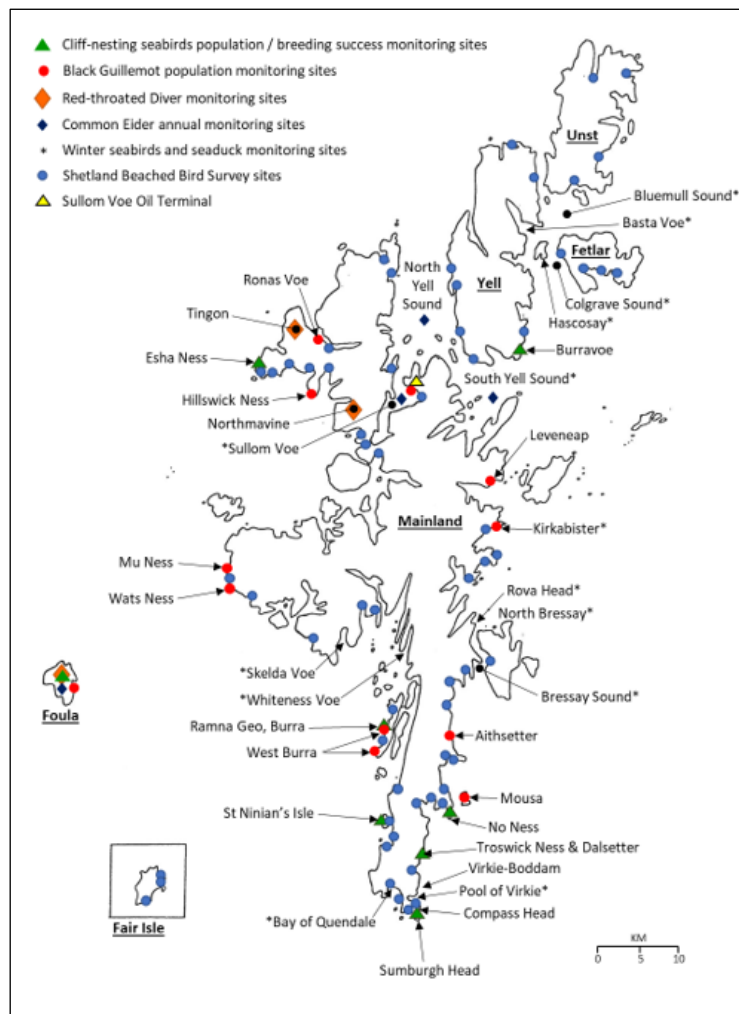 Cliff-nesting seabirds population / breeding success monitoring sites
Black Guillemot population monitoring sites
Red-throated Diver monitoring sites
Common Eider annual monitoring sites
* Winter seabirds and seaduck monitoring sites
Shetland Beached Bird Survey sites
Sullom Voe Oil Terminal
Unst
Bluemull Sound*
Basta Voe*
Fetlar
North
Yell
Sound
Yell
Ronas Voe
Colgrave Sound*
Hascosay*
Tingon
Burravoe
Esha Ness
South Yell Sound*
Hillswick Ness
Northmavine
*Sullom Voe
Leveneap
Mainland
Kirkabister*
Mu Ness
Wats Ness
Rova Head*
North Bressay*
*Skelda Voe
*Whiteness Voe
Bressay Sound*
Foula
Ramna Geo, Burra
Aithsetter
West Burra
Mousa
St Ninian's Isle
No Ness
Troswick Ness & Dalsetter
Virkie-Boddam
Pool of Virkie*
*Bay of Quendale
Compass Head
Fair Isle
Sumburgh Head
KM
0 5 10